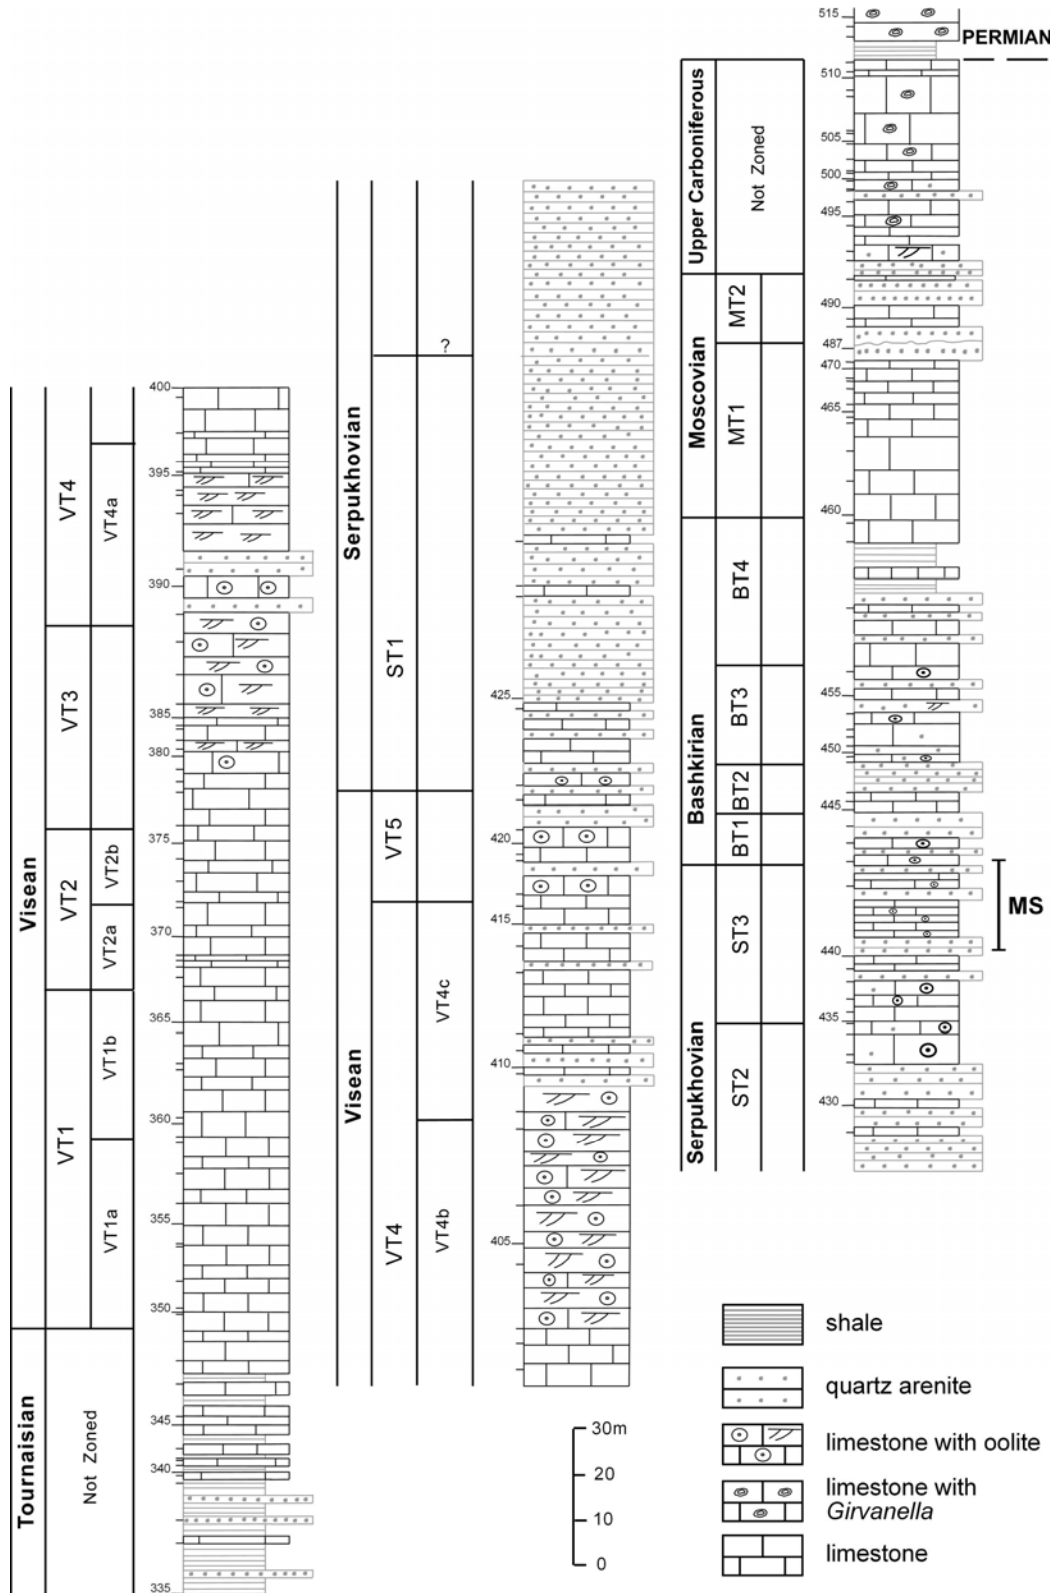 400
395
390
385
380
375
370
365
360
355
350
345
340
335
VT4
VT4a
VT3
Visean
VT2
VT2b
VT2a
VT1
VT1b
VT1a
Tournaisian
Not Zoned
?
Serpukhovian
ST1
VT5
Visean
VT4c
VT4
VT4b
425
420
415
410
405
30m
20
10
0
515
PERMIAN
510
505
500
495
490
487
470
465
460
455
450
445
440
435
430
Upper Carboniferous
Not Zoned
Moscovian
MT2
MT1
Bashkirian
BT4
BT3
BT2
BT1
Serpukhovian
ST3
ST2
MS
shale
quartz arenite
limestone with oolite
limestone with
Girvanella
limestone